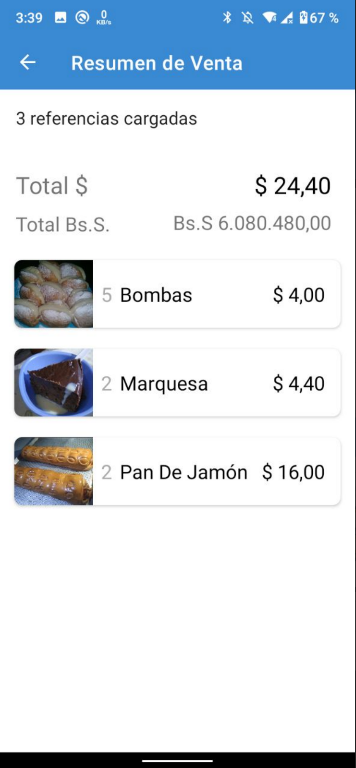 3:39 0 KB/s 67 %
Resumen de Venta
3 referencias cargadas
Total $ $ 24,40
Total Bs.S. Bs.S 6.080.480,00
5 Bombas $ 4,00
2 Marquesa $ 4,40
2 Pan De Jamón $ 16,00